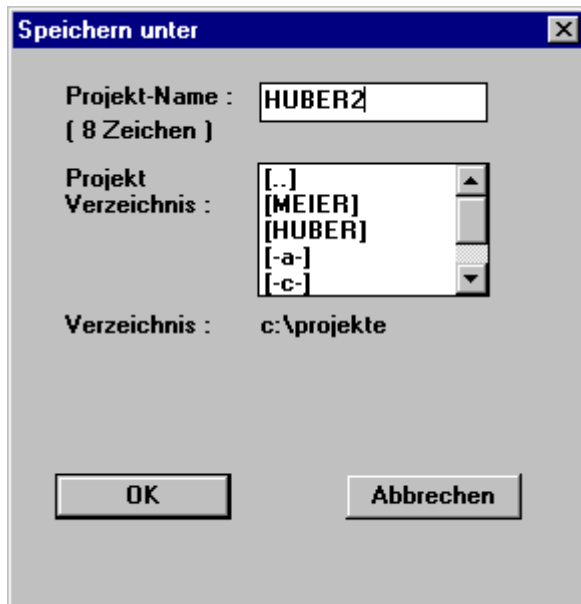 Speichern unter
Projekt-Name : HUBER2
( 8 Zeichen )
Projekt
Verzeichnis :
[..]
[MEIER]
[HUBER]
[-a-]
[-c-]
Verzeichnis : c:\projekte
OK Abbrechen